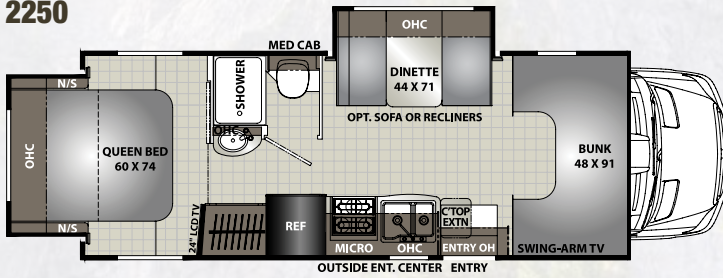 2250
MED CAB
OHC
N/S
SHOWER
DINETTE
44 X 71
OHC
OPT. SOFA OR RECLINERS
OHC
QUEEN BED
60 X 74
BUNK
48 X 91
N/S
24" LCD TV
REF
C'TOP
EXTN
MICRO
OHC
ENTRY OH
SWING-ARM TV
OUTSIDE ENT. CENTER
ENTRY